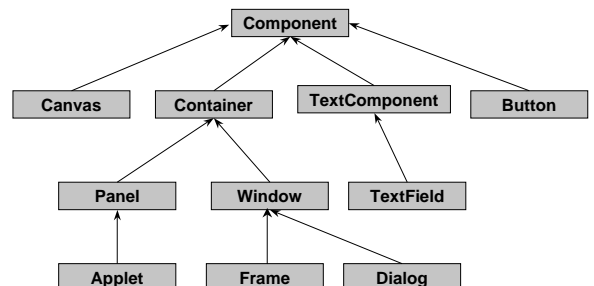 Component
Canvas
Container
TextComponent
Button
Panel
Window
TextField
Applet
Frame
Dialog